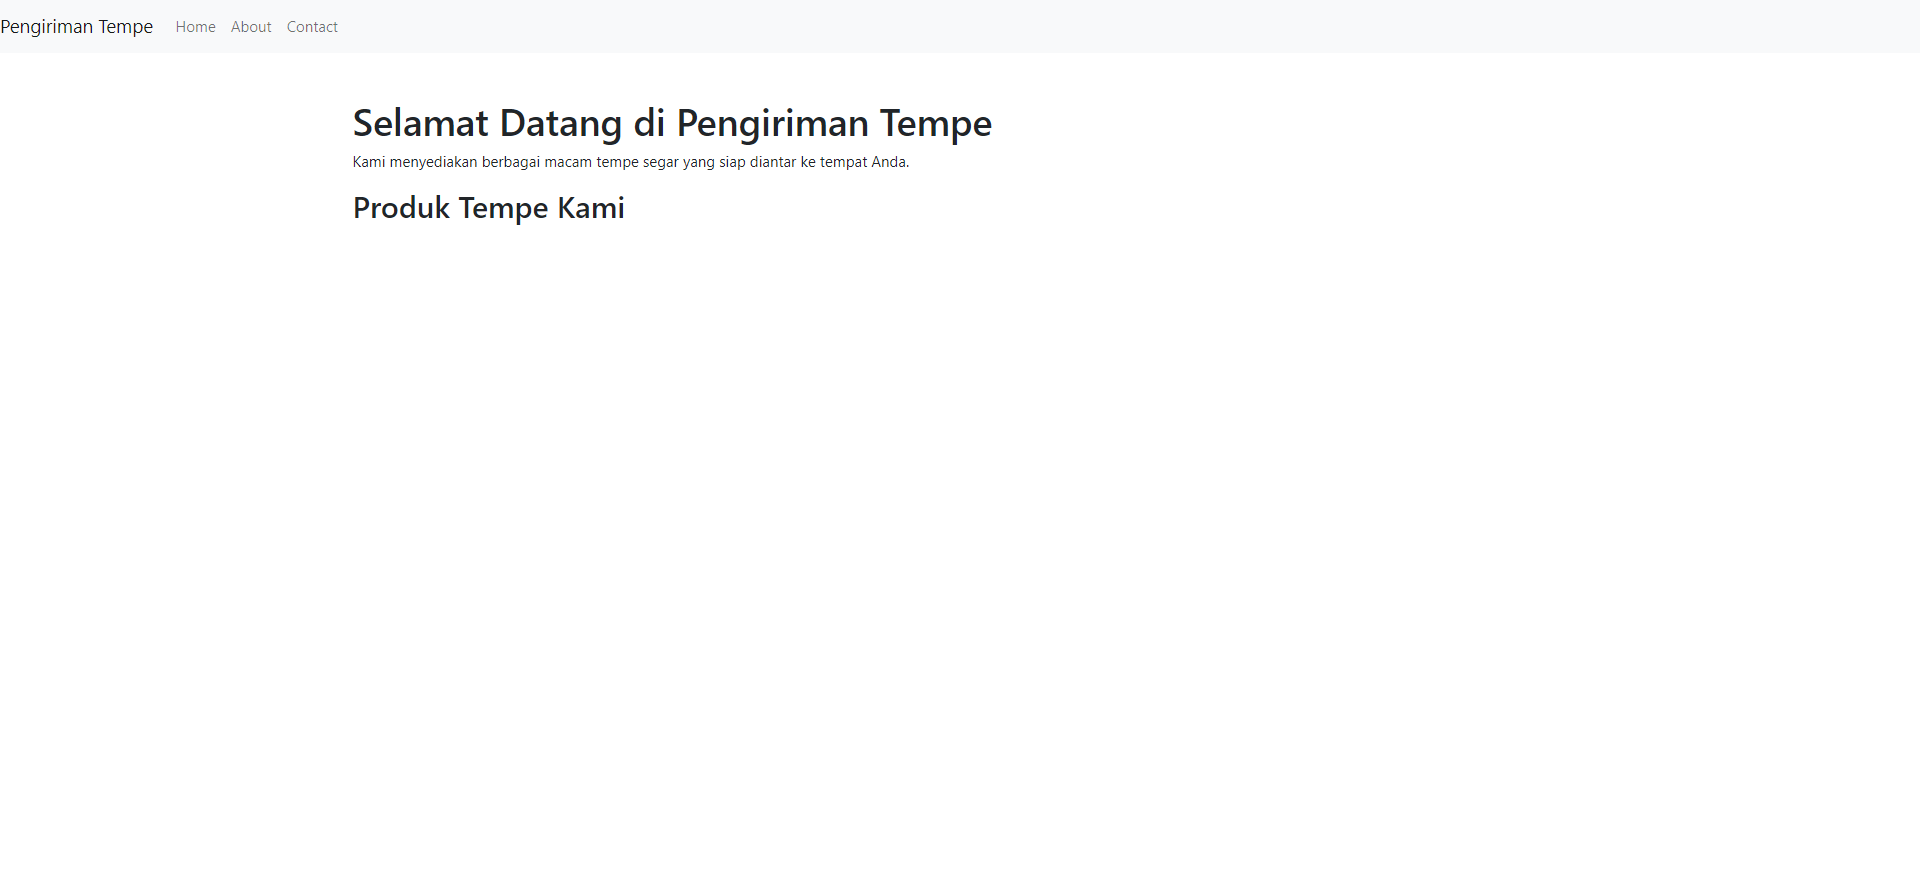 Pengiriman Tempe Home About Contact
Selamat Datang di Pengiriman Tempe
Kami menyediakan berbagai macam tempe segar yang siap diantar ke tempat Anda.
Produk Tempe Kami